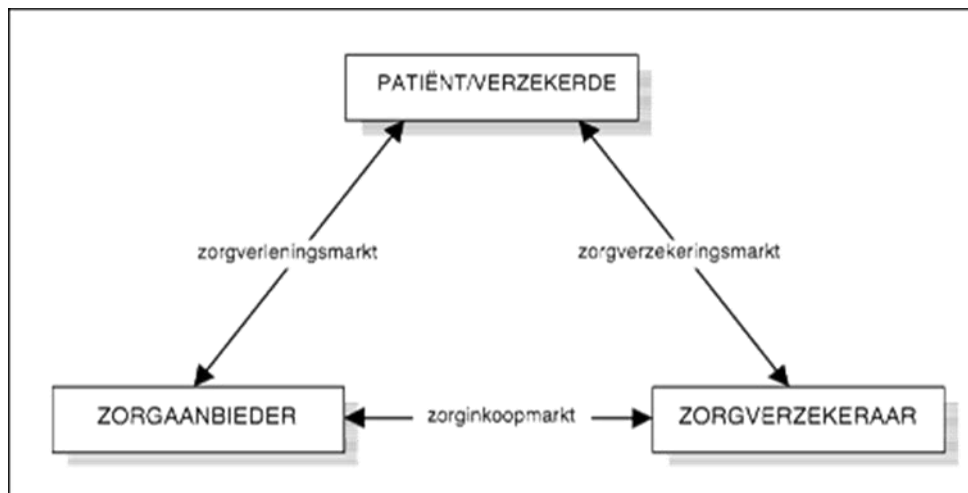 PATIËNT/VERZEKERDE
zorgverleningsmarkt
zorgverzekeringsmarkt
ZORGAANBIEDER
zorginkoopmarkt
ZORGVERZEKERAAR